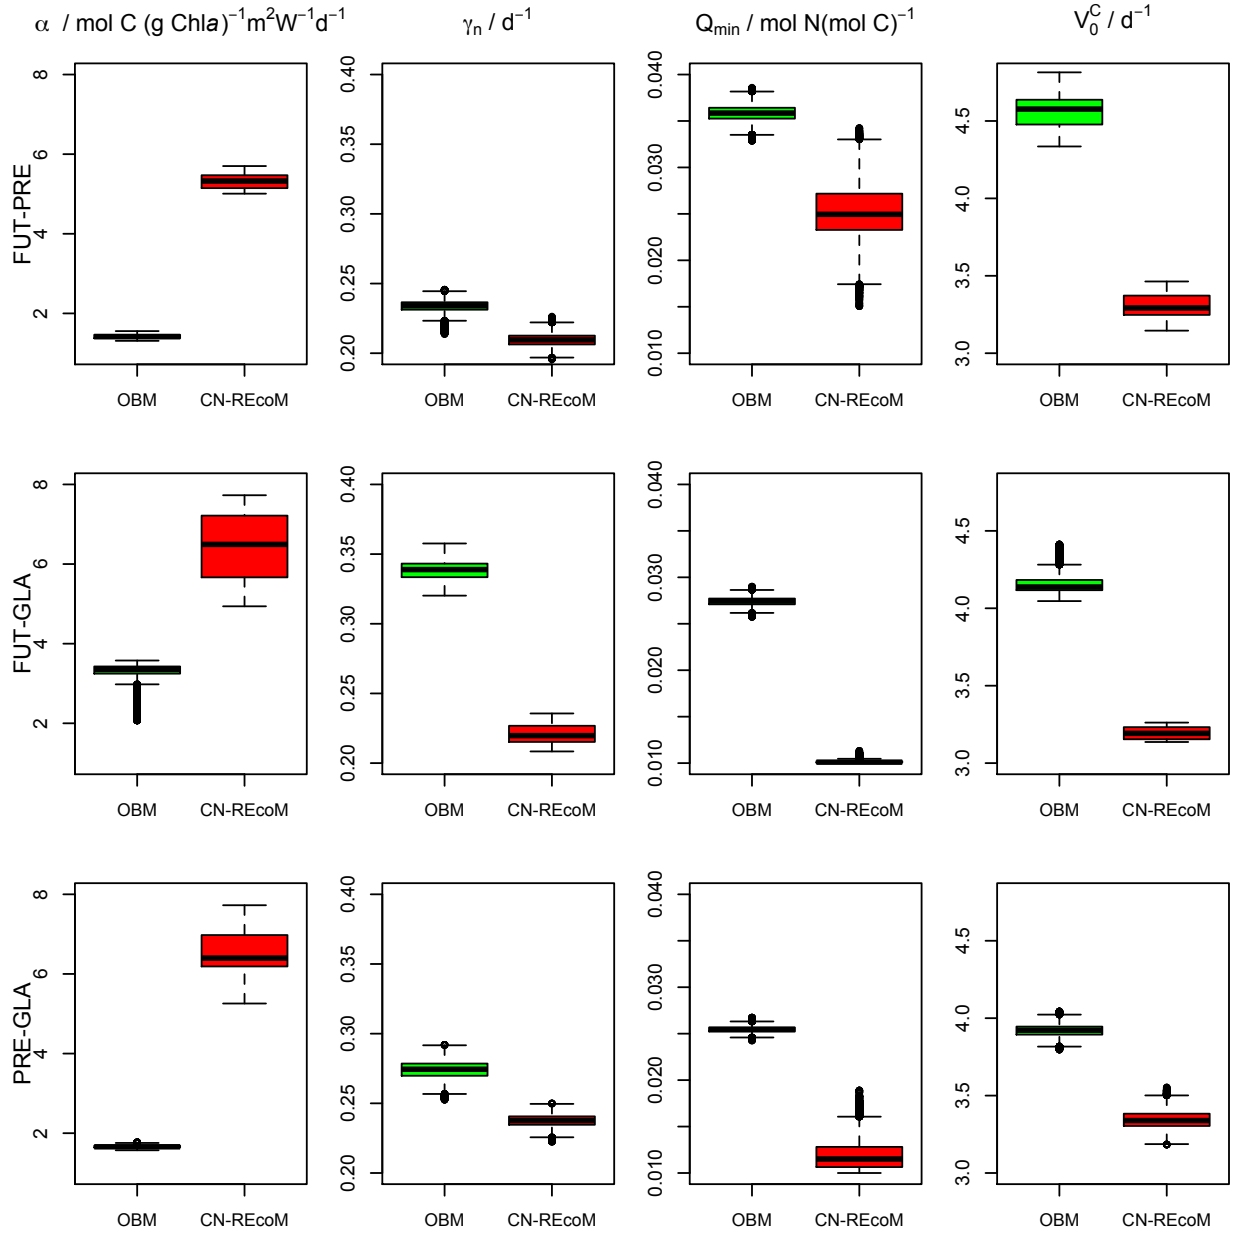 α / mol C (g Chla)⁻¹m²W⁻¹d⁻¹ γₙ / d⁻¹ Qmin / mol N(mol C)⁻¹ V₀ᶜ / d⁻¹
FUT-PRE
2 4 6 8
0.20 0.25 0.30 0.35 0.40
0.010 0.020 0.030 0.040
3.0 3.5 4.0 4.5
OBM CN-REcoM OBM CN-REcoM OBM CN-REcoM OBM CN-REcoM
FUT-GLA
2 4 6 8
0.20 0.25 0.30 0.35 0.40
0.010 0.020 0.030 0.040
3.0 3.5 4.0 4.5
OBM CN-REcoM OBM CN-REcoM OBM CN-REcoM OBM CN-REcoM
PRE-GLA
2 4 6 8
0.20 0.25 0.30 0.35 0.40
0.010 0.020 0.030 0.040
3.0 3.5 4.0 4.5
OBM CN-REcoM OBM CN-REcoM OBM CN-REcoM OBM CN-REcoM